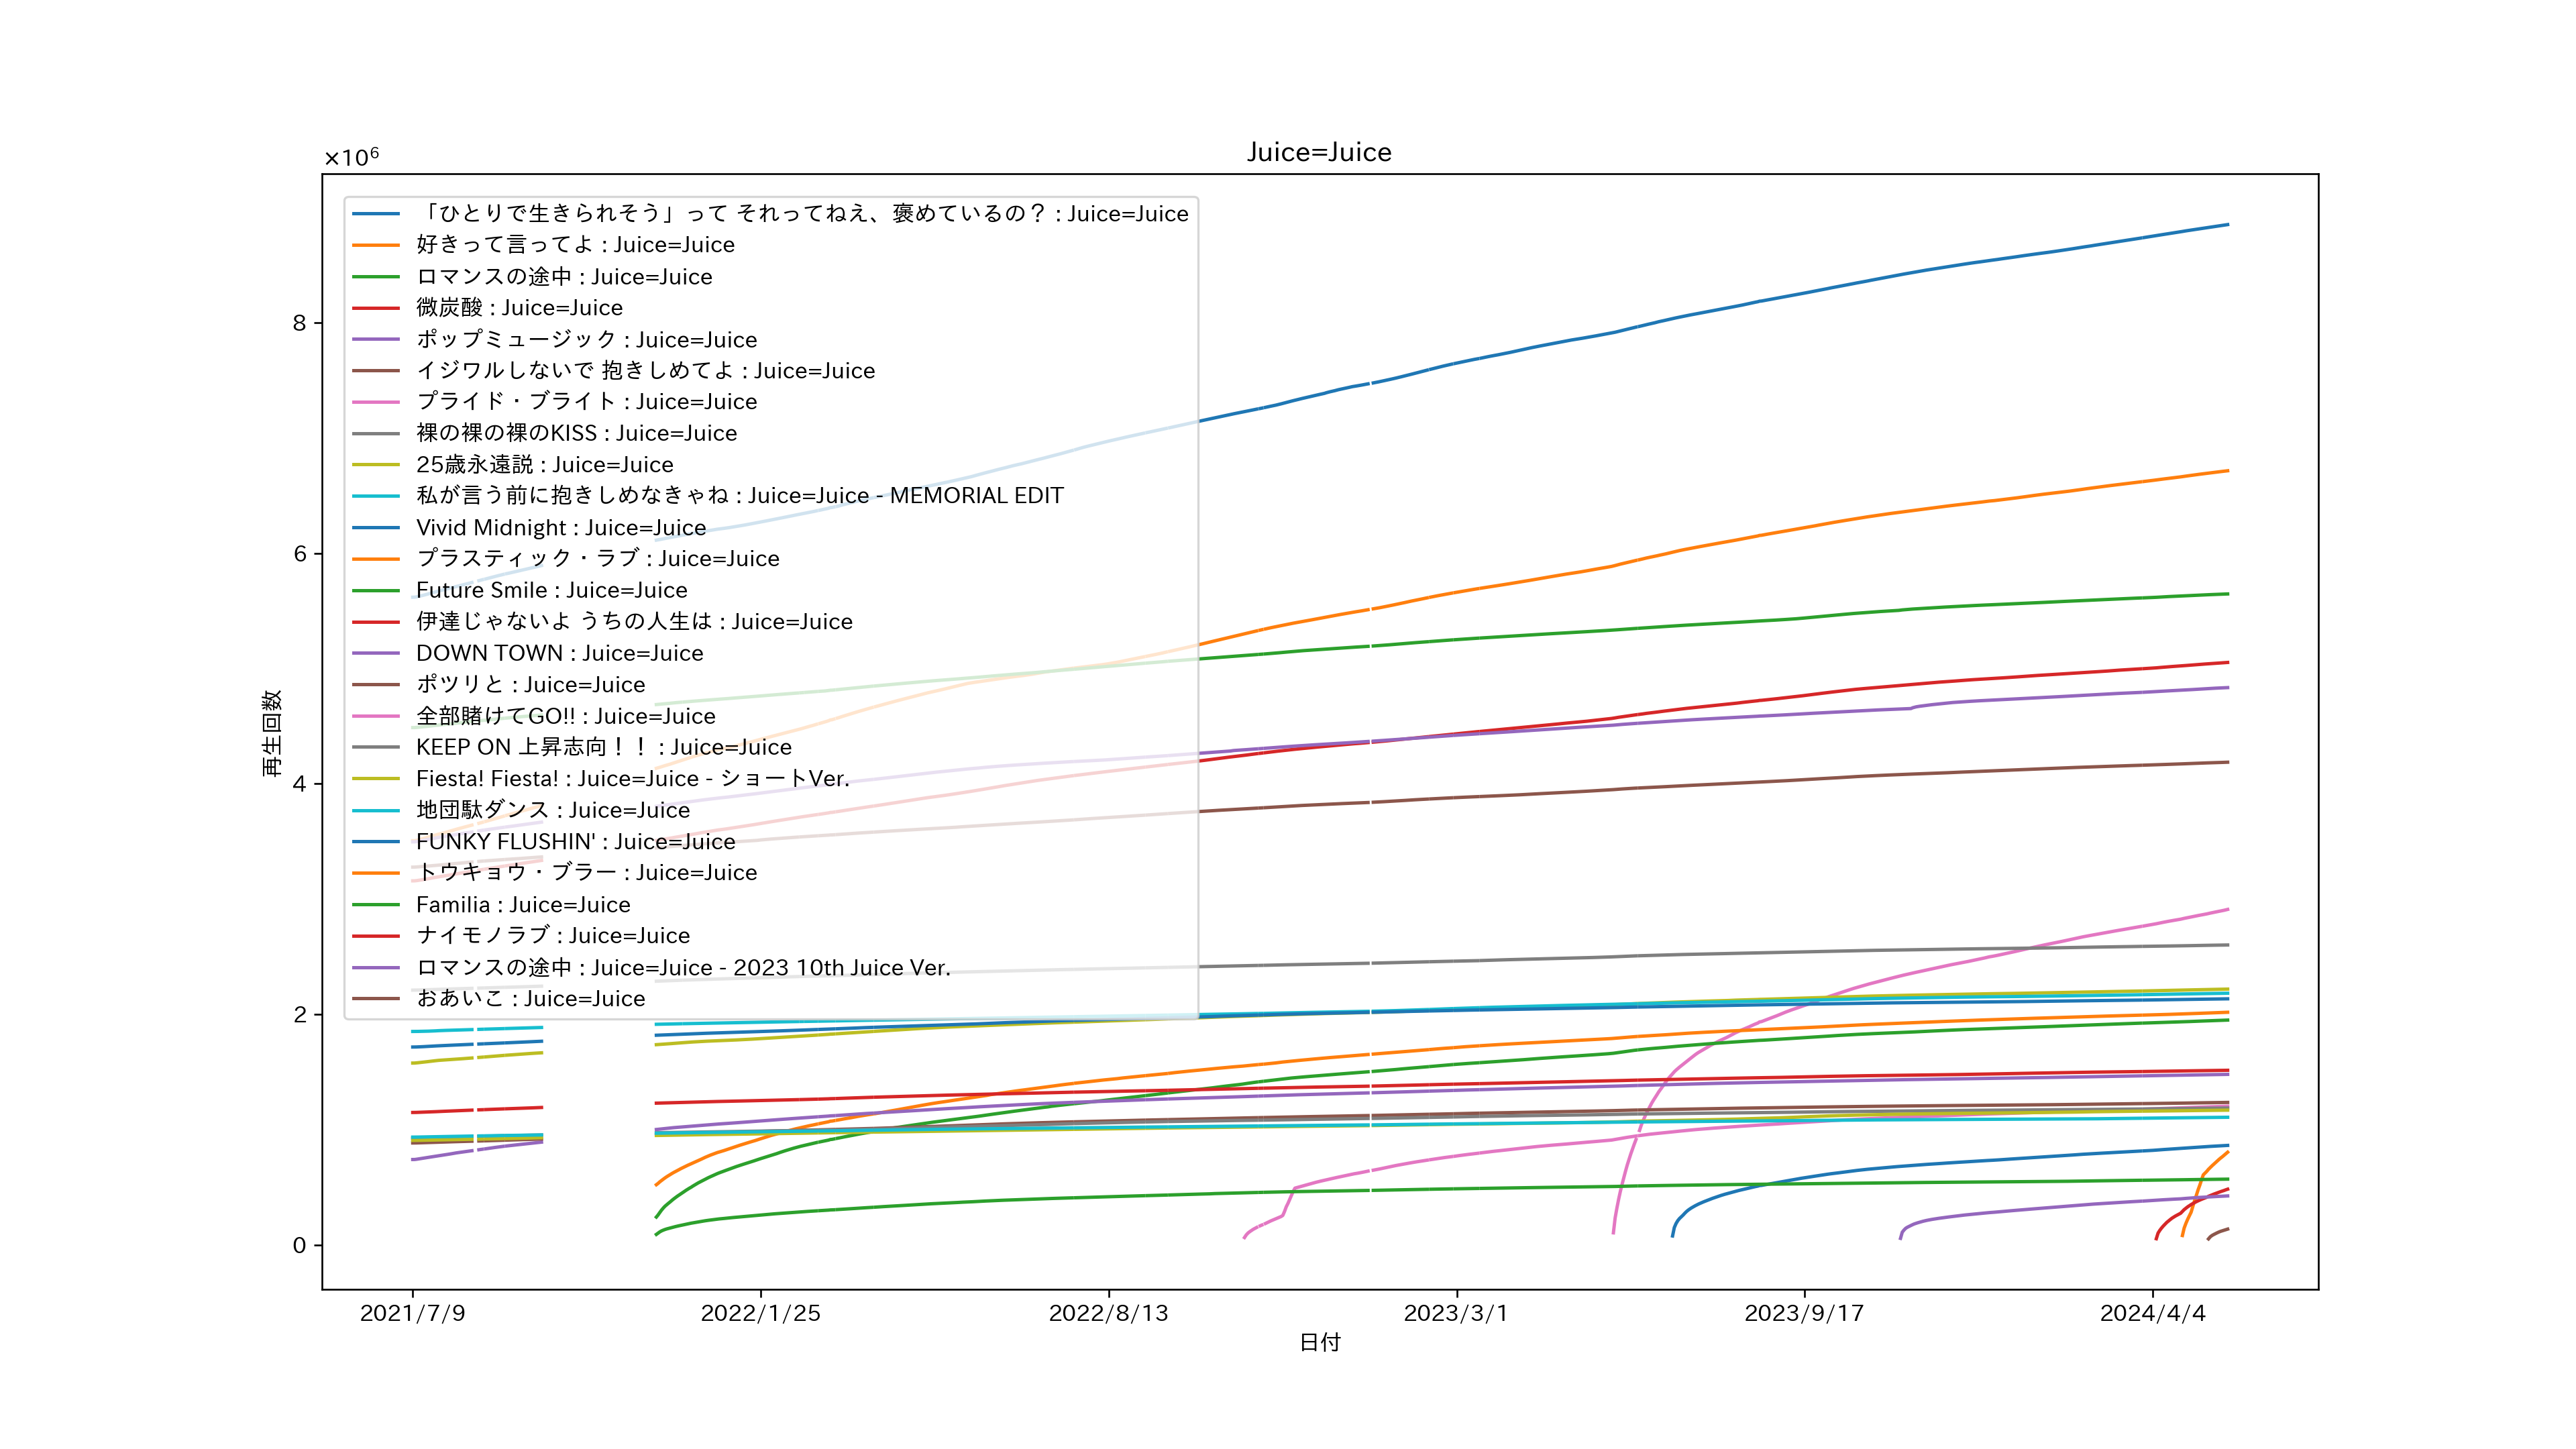 Juice=Juice
×10⁶
「ひとりで生きられそう」って それってねえ、褒めているの？ : Juice=Juice
好きって言ってよ : Juice=Juice
ロマンスの途中 : Juice=Juice
微炭酸 : Juice=Juice
ポップミュージック : Juice=Juice
イジワルしないで 抱きしめてよ : Juice=Juice
プライド・ブライト : Juice=Juice
裸の裸の裸のKISS : Juice=Juice
25歳永遠説 : Juice=Juice
私が言う前に抱きしめなきゃね : Juice=Juice - MEMORIAL EDIT
Vivid Midnight : Juice=Juice
プラスティック・ラブ : Juice=Juice
Future Smile : Juice=Juice
伊達じゃないよ うちの人生は : Juice=Juice
DOWN TOWN : Juice=Juice
ポツリと : Juice=Juice
全部賭けてGO!! : Juice=Juice
KEEP ON 上昇志向！！ : Juice=Juice
Fiesta! Fiesta! : Juice=Juice - ショートVer.
地団駄ダンス : Juice=Juice
FUNKY FLUSHIN' : Juice=Juice
トウキョウ・ブラー : Juice=Juice
Familia : Juice=Juice
ナイモノラブ : Juice=Juice
ロマンスの途中 : Juice=Juice - 2023 10th Juice Ver.
おあいこ : Juice=Juice
8
6
4
2
0
再生回数
2021/7/9 2022/1/25 2022/8/13 2023/3/1 2023/9/17 2024/4/4
日付